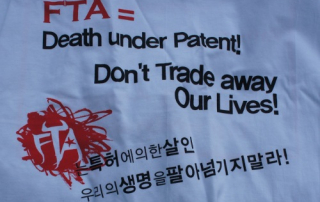 FTA =
Death under Patent!
Don't Trade away
Our Lives!
FTA
는 특허에의한살인
우리의생명을팔아넘기지말라!